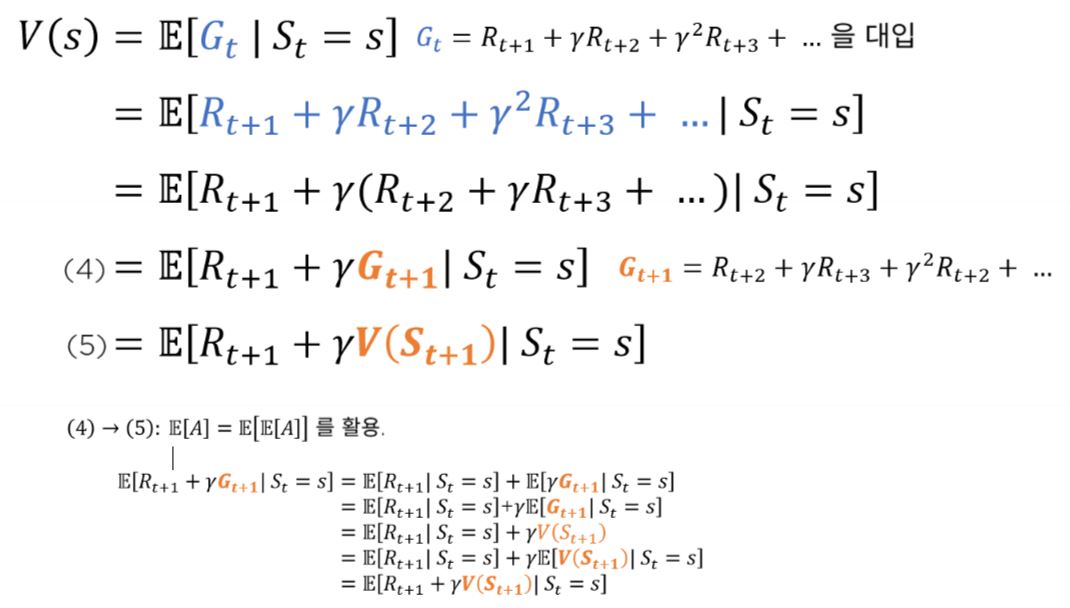 V(s) = 𝔼[G_t | S_t = s] G_t = R_{t+1} + γR_{t+2} + γ²R_{t+3} + ... 을 대입
= 𝔼[R_{t+1} + γR_{t+2} + γ²R_{t+3} + ... | S_t = s]
= 𝔼[R_{t+1} + γ(R_{t+2} + γR_{t+3} + ...)| S_t = s]
(4) = 𝔼[R_{t+1} + γG_{t+1}| S_t = s] G_{t+1} = R_{t+2} + γR_{t+3} + γ²R_{t+2} + ...
(5) = 𝔼[R_{t+1} + γV(S_{t+1})| S_t = s]
(4) → (5): 𝔼[A] = 𝔼[𝔼[A]] 를 활용.
𝔼[R_{t+1} + γG_{t+1}| S_t = s] = 𝔼[R_{t+1}| S_t = s] + 𝔼[γG_{t+1}| S_t = s]
= 𝔼[R_{t+1}| S_t = s]+γ𝔼[G_{t+1}| S_t = s]
= 𝔼[R_{t+1}| S_t = s] + γV(S_{t+1})
= 𝔼[R_{t+1}| S_t = s] + γ𝔼[V(S_{t+1})| S_t = s]
= 𝔼[R_{t+1} + γV(S_{t+1})| S_t = s]